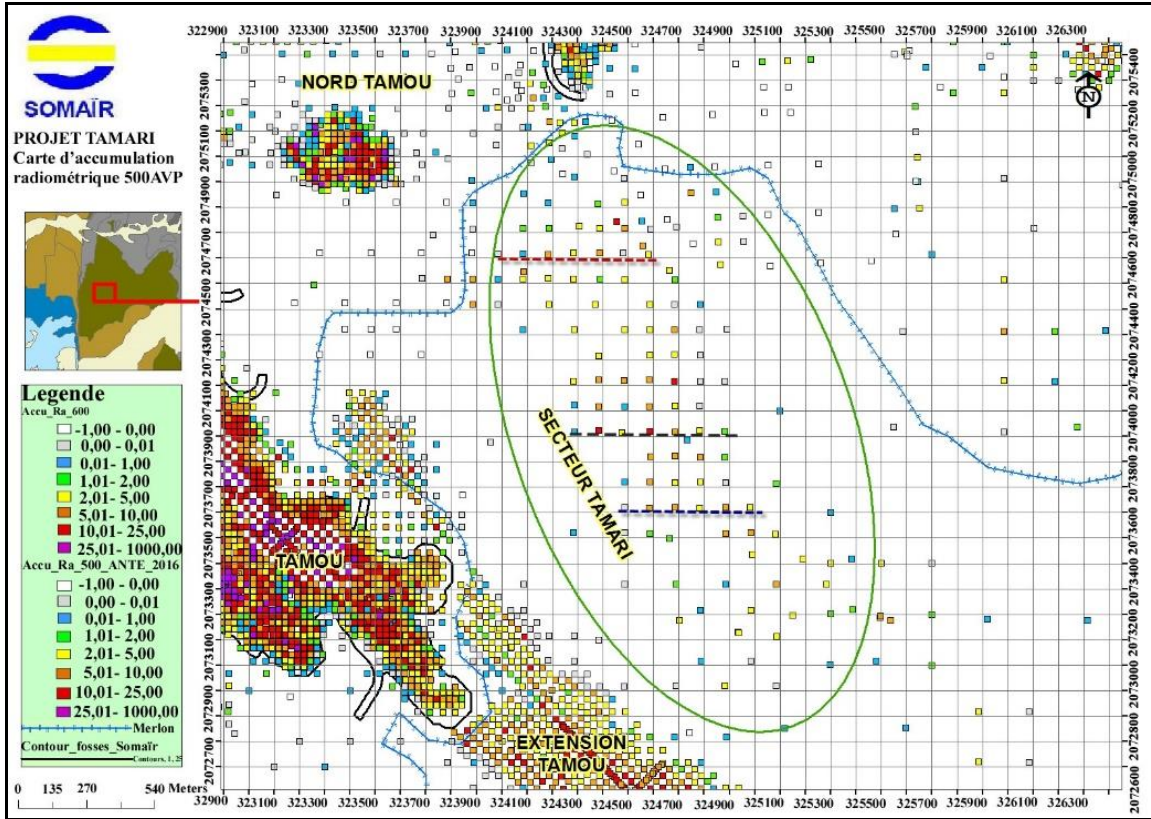 322900 323100 323300 323500 323700 323900 324100 324300 324500 324700 324900 325100 325300 325500 325700 325900 326100 326300
SOMAÏR
PROJET TAMARI
Carte d'accumulation
radiométrique 500AVP
Legende
Accu_Ra_600
-1,00 - 0,00
0,00 - 0,01
0,01- 1,00
1,01- 2,00
2,01- 5,00
5,01- 10,00
10,01- 25,00
25,01- 1000,00
Accu_Ra_500_ANTE_2016
-1,00 - 0,00
0,00 - 0,01
0,01- 1,00
1,01- 2,00
2,01- 5,00
5,01- 10,00
10,01- 25,00
25,01- 1000,00
Merlon
Contour_fosses_Somaïr
Contours, 1, 25
0 135 270 540 Meters
2075300
2075100
2074900
2074700
2074500
2074300
2074100
2073900
2073700
2073500
2073300
2073100
2072900
2072700
NORD TAMOU
SECTEUR TAMARI
TAMOU
EXTENSION
TAMOU
N
2075400
2075200
2075000
2074800
2074600
2074400
2074200
2074000
2073800
2073600
2073400
2073200
2073000
2072800
2072600
32900 323100 323300 323500 323700 323900 324100 324300 324500 324700 324900 325100 325300 325500 325700 325900 326300